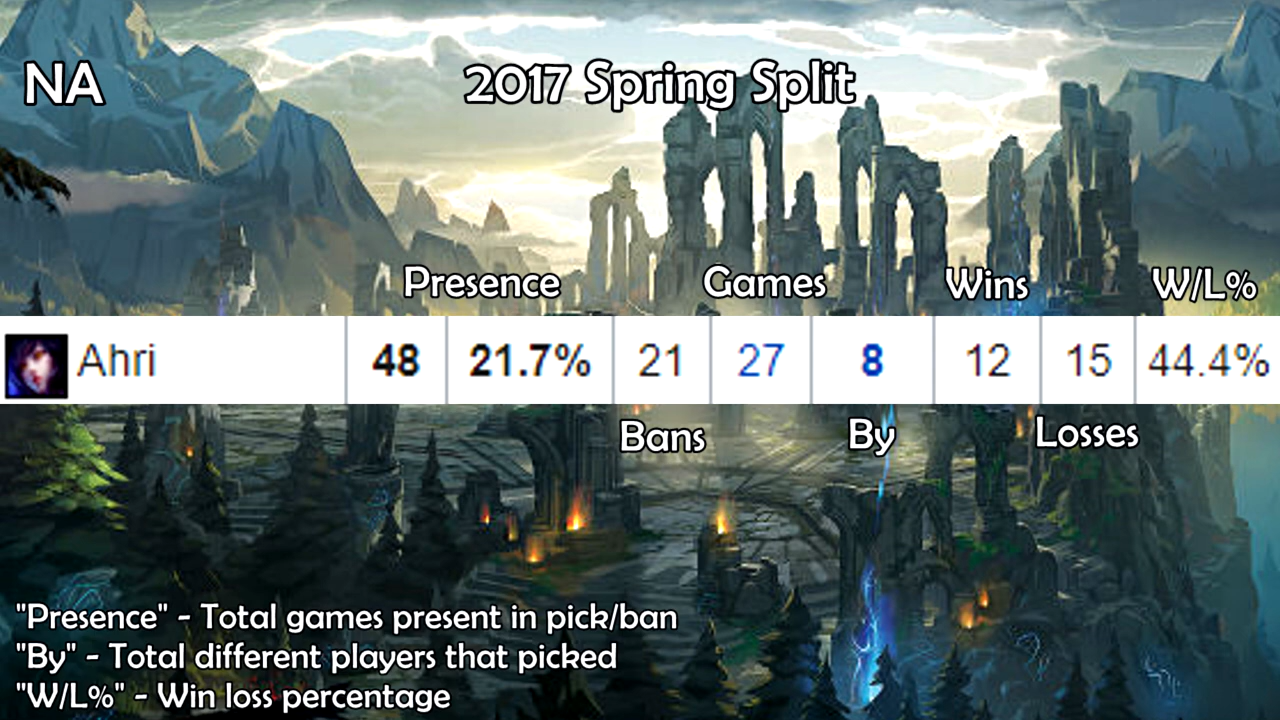 NA
2017 Spring Split
Presence Games Wins W/L%
Ahri 48 21.7% 21 27 8 12 15 44.4%
Bans By Losses
"Presence" - Total games present in pick/ban
"By" - Total different players that picked
"W/L%" - Win loss percentage